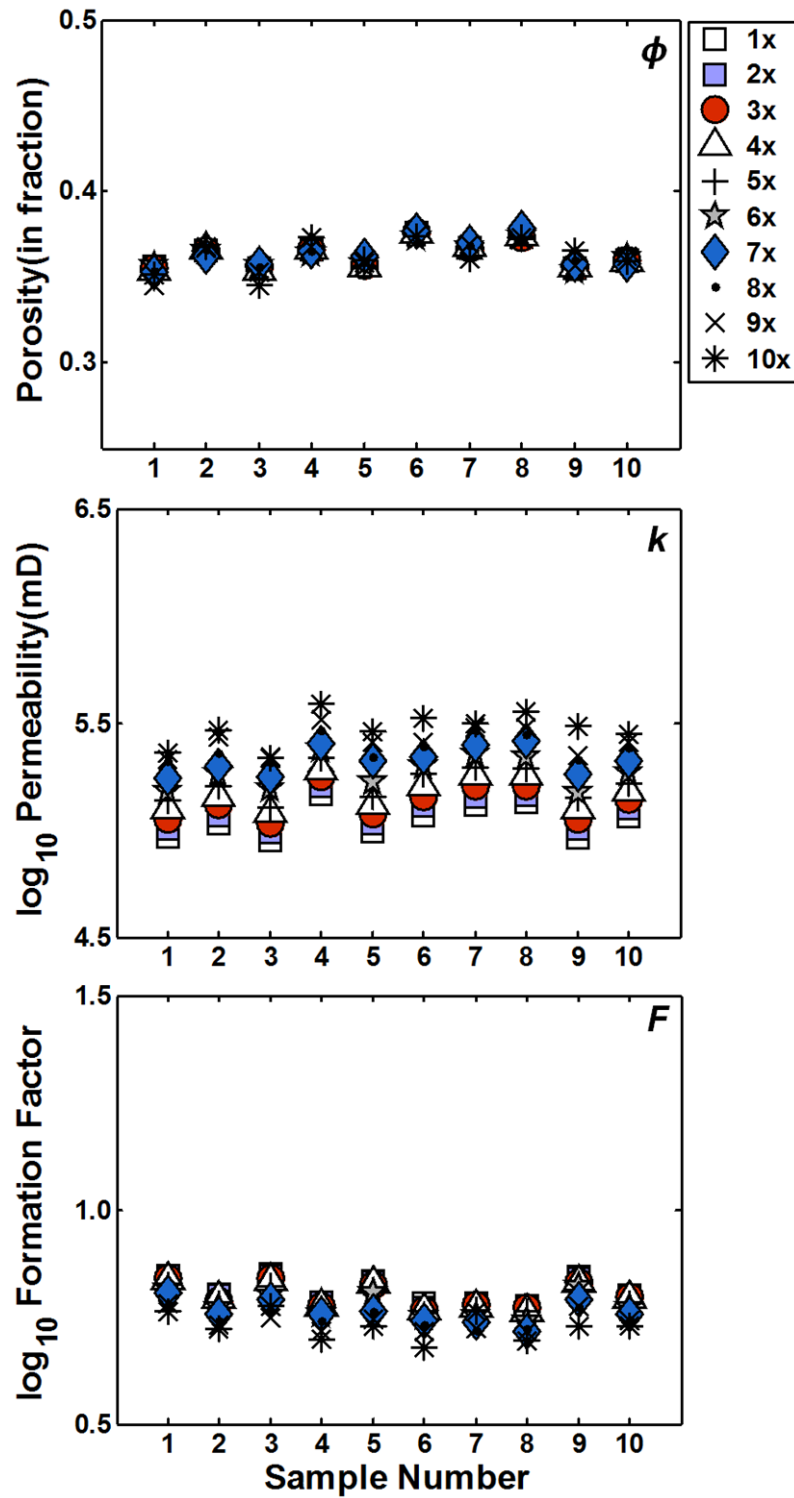 0.5
ϕ
0.4
0.3
Porosity(in fraction)
1 2 3 4 5 6 7 8 9 10
1x
2x
3x
4x
5x
6x
7x
8x
9x
10x
6.5
k
5.5
4.5
log10 Permeability(mD)
1 2 3 4 5 6 7 8 9 10
1.5
F
1.0
0.5
log10 Formation Factor
1 2 3 4 5 6 7 8 9 10
Sample Number